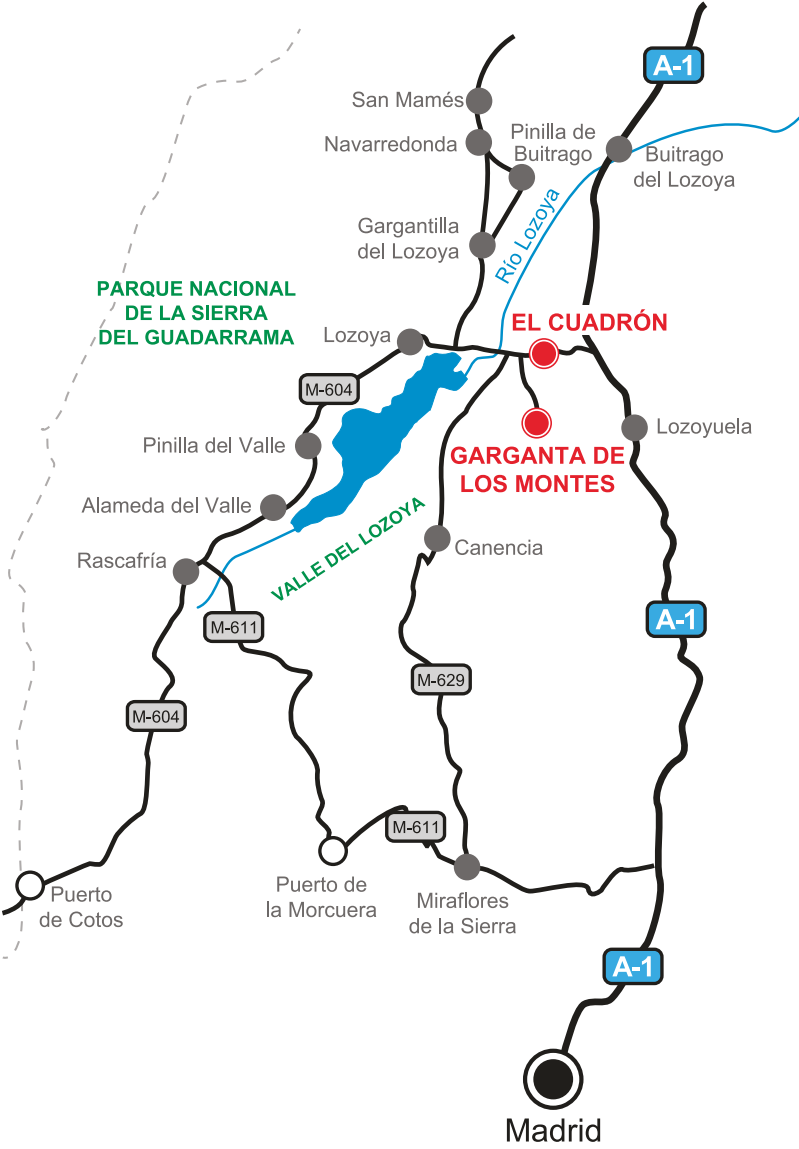 A-1
San Mamés
Navarredonda
Pinilla de
Buitrago
Buitrago
del Lozoya
Gargantilla
del Lozoya
Río Lozoya
PARQUE NACIONAL
DE LA SIERRA
DEL GUADARRAMA
EL CUADRÓN
Lozoya
M-604
Pinilla del Valle
Lozoyuela
GARGANTA DE
LOS MONTES
Alameda del Valle
VALLE DEL LOZOYA
Canencia
Rascafría
M-611
A-1
M-629
M-604
M-611
Puerto
de Cotos
Puerto de
la Morcuera
Miraflores
de la Sierra
A-1
Madrid